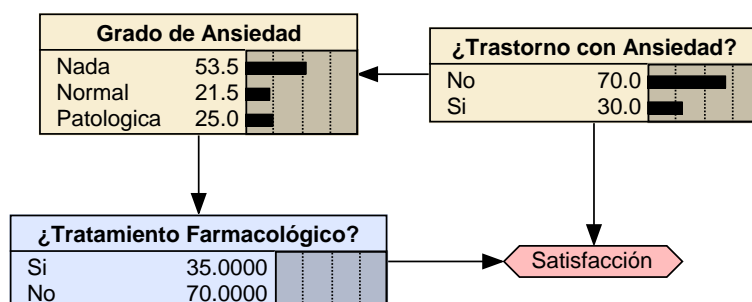 Grado de Ansiedad
Nada 53.5
Normal 21.5
Patologica 25.0
¿Trastorno con Ansiedad?
No 70.0
Si 30.0
¿Tratamiento Farmacológico?
Si 35.0000
No 70.0000
Satisfacción